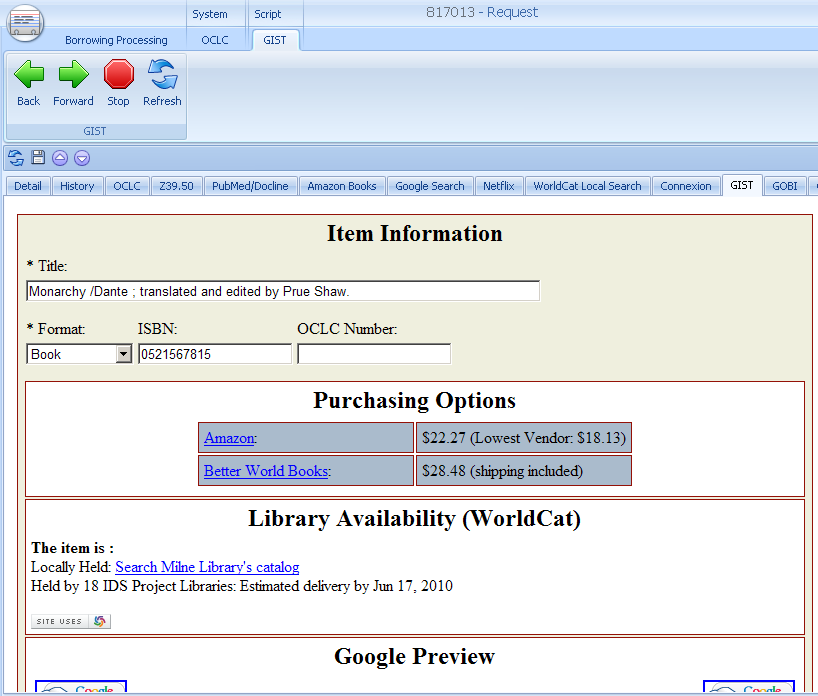 System Script 817013 - Request
Borrowing Processing OCLC GIST
Back Forward Stop Refresh
GIST
Detail History OCLC Z39.50 PubMed/Docline Amazon Books Google Search Netflix WorldCat Local Search Connexion GIST GOBI
Item Information
* Title:
Monarchy /Dante ; translated and edited by Prue Shaw.
* Format: ISBN: OCLC Number:
Book 0521567815
Purchasing Options
Amazon: $22.27 (Lowest Vendor: $18.13)
Better World Books: $28.48 (shipping included)
Library Availability (WorldCat)
The item is :
Locally Held: Search Milne Library's catalog
Held by 18 IDS Project Libraries: Estimated delivery by Jun 17, 2010
SITE USES
Google Preview
Google Google